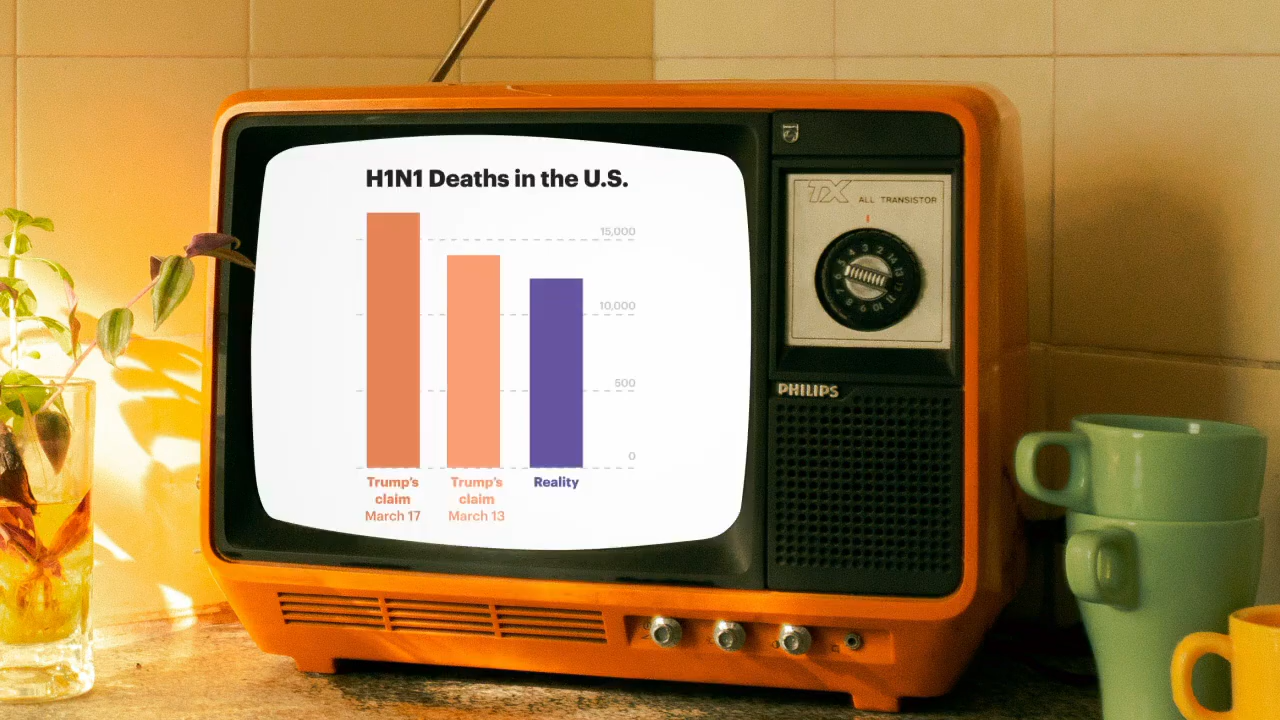 H1N1 Deaths in the U.S.
15,000
10,000
500
0
Trump's
claim
March 17
Trump's
claim
March 13
Reality
TX ALL TRANSISTOR
PHILIPS